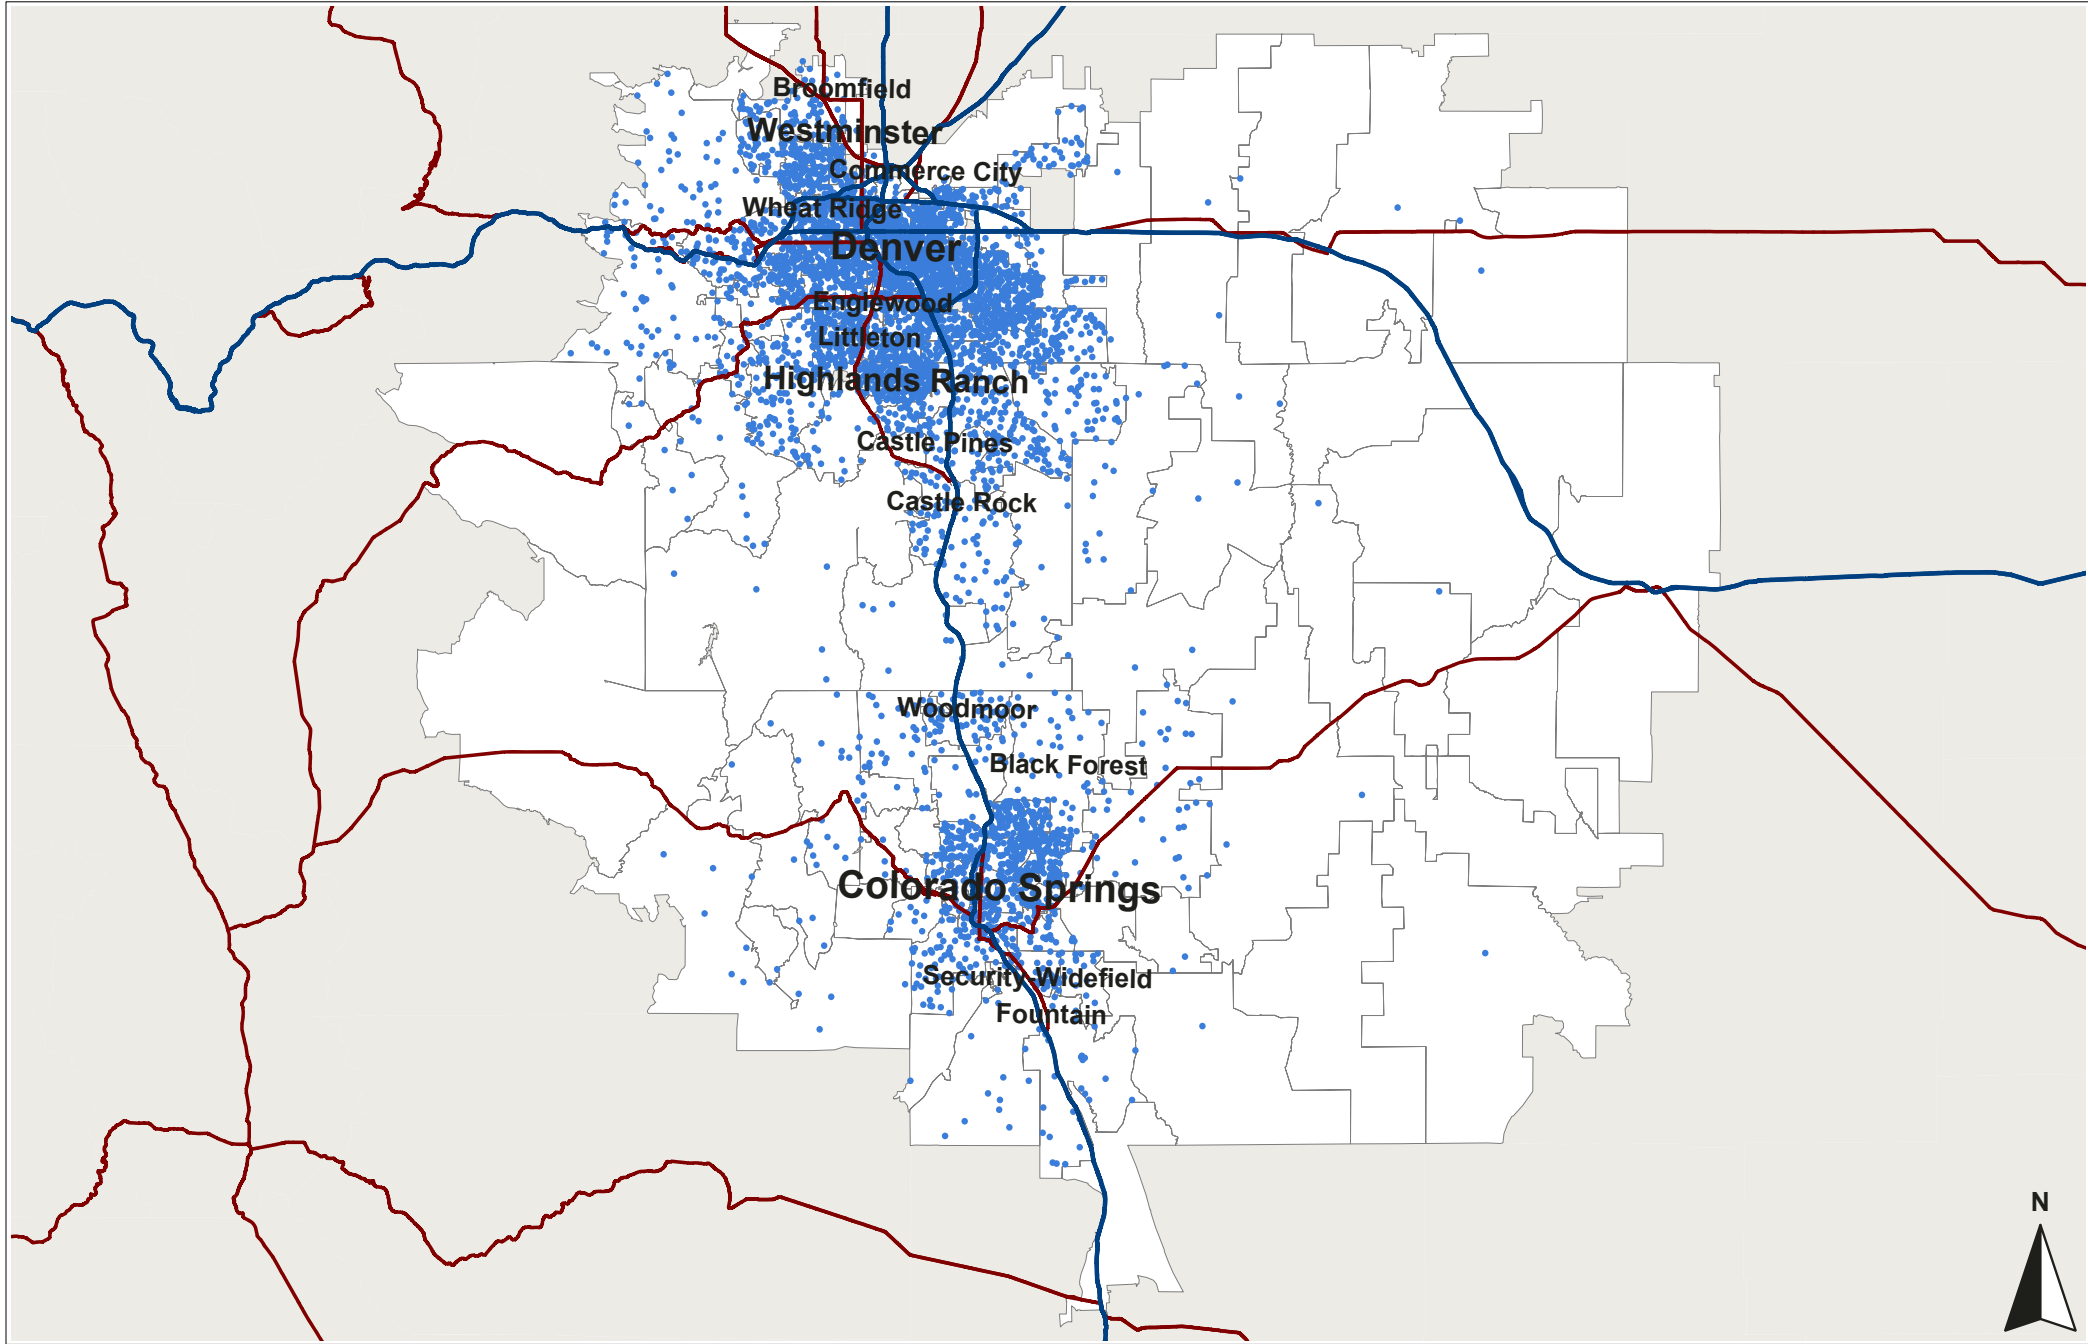 Broomfield
Westminster
Commerce City
Wheat Ridge
Denver
Englewood
Littleton
Highlands Ranch
Castle Pines
Castle Rock
Woodmoor
Black Forest
Colorado Springs
Security-Widefield
Fountain
N